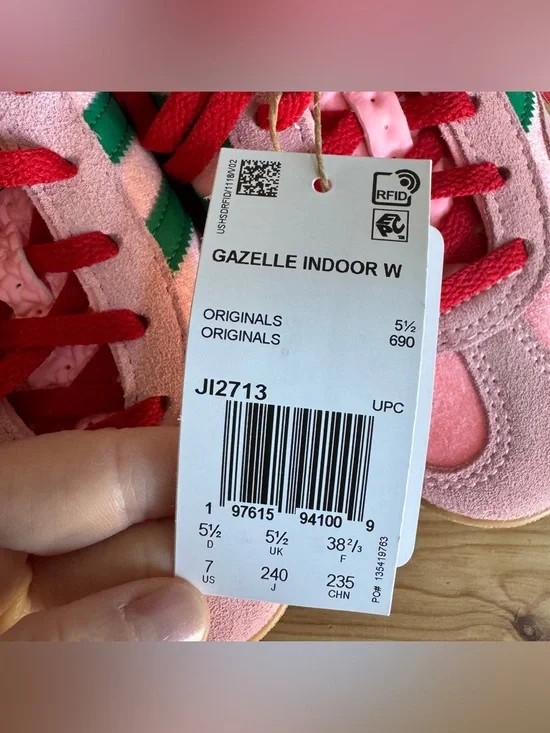 USHSDRFID/1118/V02
RFID
GAZELLE INDOOR W
ORIGINALS 5½
ORIGINALS 690
JI2713
UPC
1 97615 94100 9
5½ 5½ 38⅔
D UK F
7 240 235
US J CHN
PO# 135419763